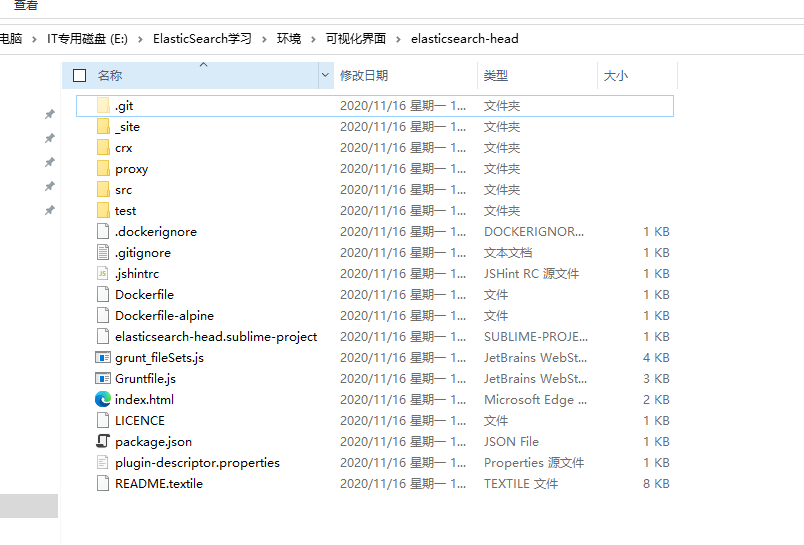 查看
电脑 › IT专用磁盘 (E:) › ElasticSearch学习 › 环境 › 可视化界面 › elasticsearch-head
名称 修改日期 类型 大小
.git 2020/11/16 星期一 1... 文件夹
_site 2020/11/16 星期一 1... 文件夹
crx 2020/11/16 星期一 1... 文件夹
proxy 2020/11/16 星期一 1... 文件夹
src 2020/11/16 星期一 1... 文件夹
test 2020/11/16 星期一 1... 文件夹
.dockerignore 2020/11/16 星期一 1... DOCKERIGNOR... 1 KB
.gitignore 2020/11/16 星期一 1... 文本文档 1 KB
.jshintrc 2020/11/16 星期一 1... JSHint RC 源文件 1 KB
Dockerfile 2020/11/16 星期一 1... 文件 1 KB
Dockerfile-alpine 2020/11/16 星期一 1... 文件 1 KB
elasticsearch-head.sublime-project 2020/11/16 星期一 1... SUBLIME-PROJE... 1 KB
grunt_fileSets.js 2020/11/16 星期一 1... JetBrains WebSt... 4 KB
Gruntfile.js 2020/11/16 星期一 1... JetBrains WebSt... 3 KB
index.html 2020/11/16 星期一 1... Microsoft Edge ... 2 KB
LICENCE 2020/11/16 星期一 1... 文件 1 KB
package.json 2020/11/16 星期一 1... JSON File 1 KB
plugin-descriptor.properties 2020/11/16 星期一 1... Properties 源文件 1 KB
README.textile 2020/11/16 星期一 1... TEXTILE 文件 8 KB